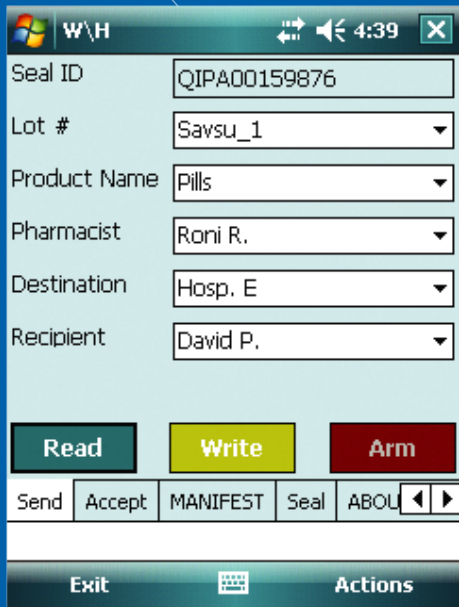 W\H 4:39
Seal ID QIPA00159876
Lot # Savsu_1
Product Name Pills
Pharmacist Roni R.
Destination Hosp. E
Recipient David P.
Read Write Arm
Send Accept MANIFEST Seal ABOU
Exit Actions